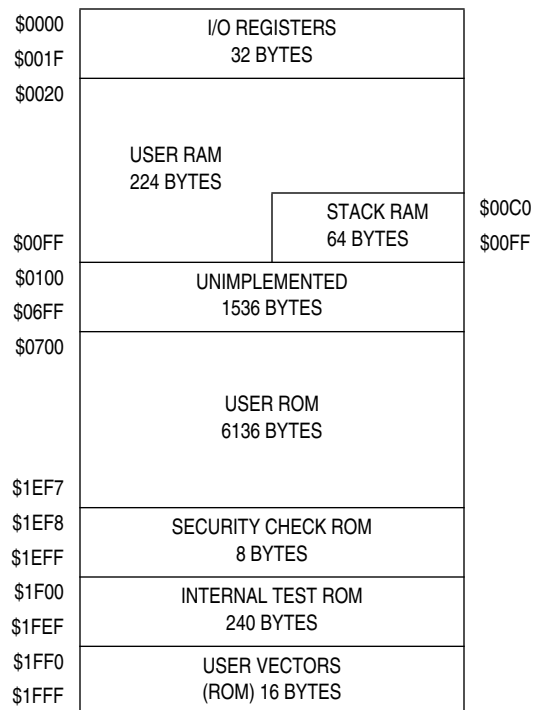 $0000
I/O REGISTERS
32 BYTES
$001F
$0020
USER RAM
224 BYTES
STACK RAM
64 BYTES
$00C0
$00FF
$00FF
$0100
UNIMPLEMENTED
1536 BYTES
$06FF
$0700
USER ROM
6136 BYTES
$1EF7
$1EF8
SECURITY CHECK ROM
8 BYTES
$1EFF
$1F00
INTERNAL TEST ROM
240 BYTES
$1FEF
$1FF0
USER VECTORS
(ROM) 16 BYTES
$1FFF